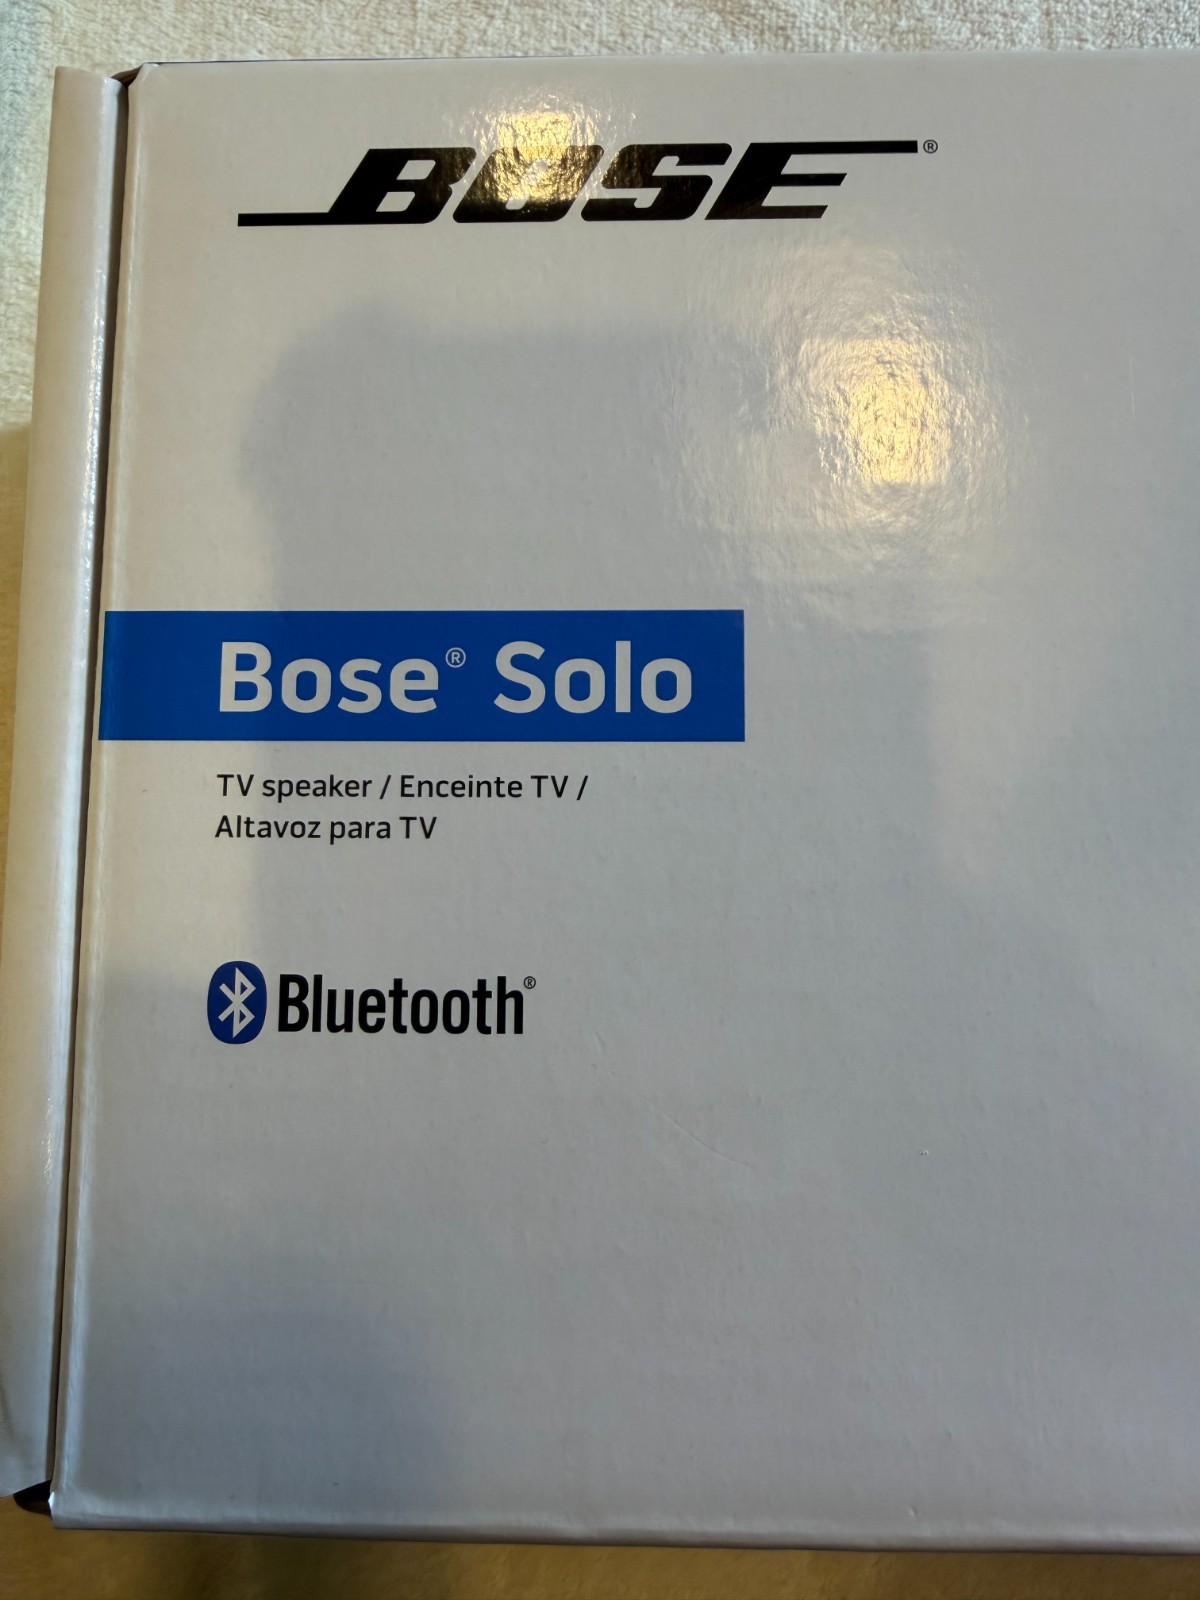 BOSE®
Bose® Solo
TV speaker / Enceinte TV /
Altavoz para TV
Bluetooth®